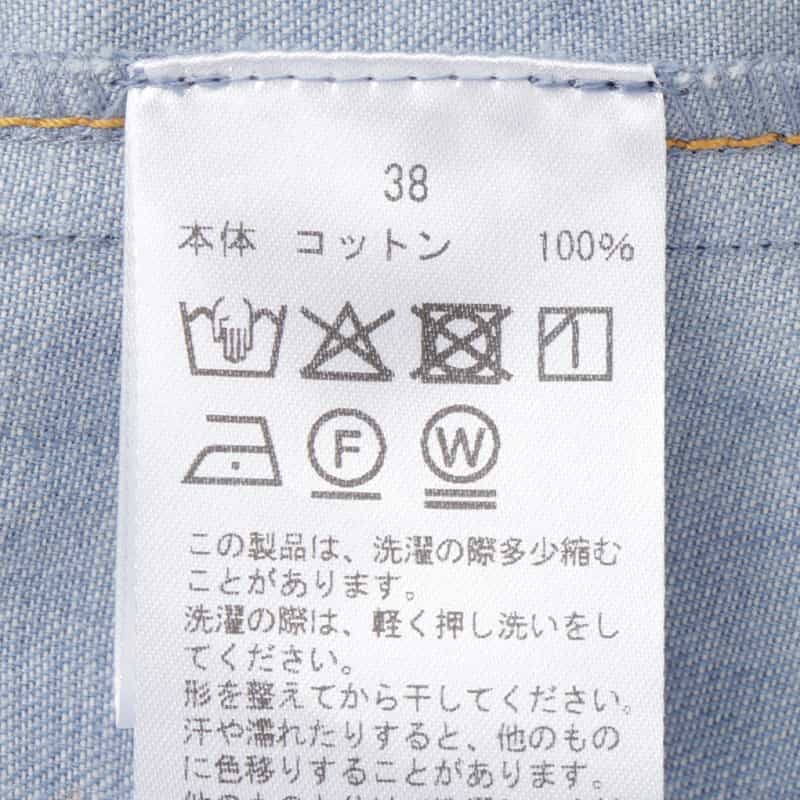 38
本体 コットン 100%
F W
この製品は、洗濯の際多少縮む
ことがあります。
洗濯の際は、軽く押し洗いをし
てください。
形を整えてから干してください。
汗や濡れたりすると、他のもの
に色移りすることがあります。